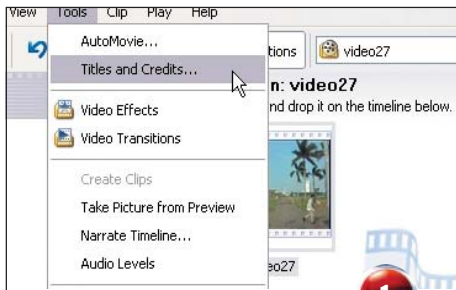 View Tools Clip Play Help
AutoMovie...
Titles and Credits...
Video Effects
Video Transitions
Create Clips
Take Picture from Preview
Narrate Timeline...
Audio Levels
tions
video27
n: video27
nd drop it on the timeline below.
eo27
1